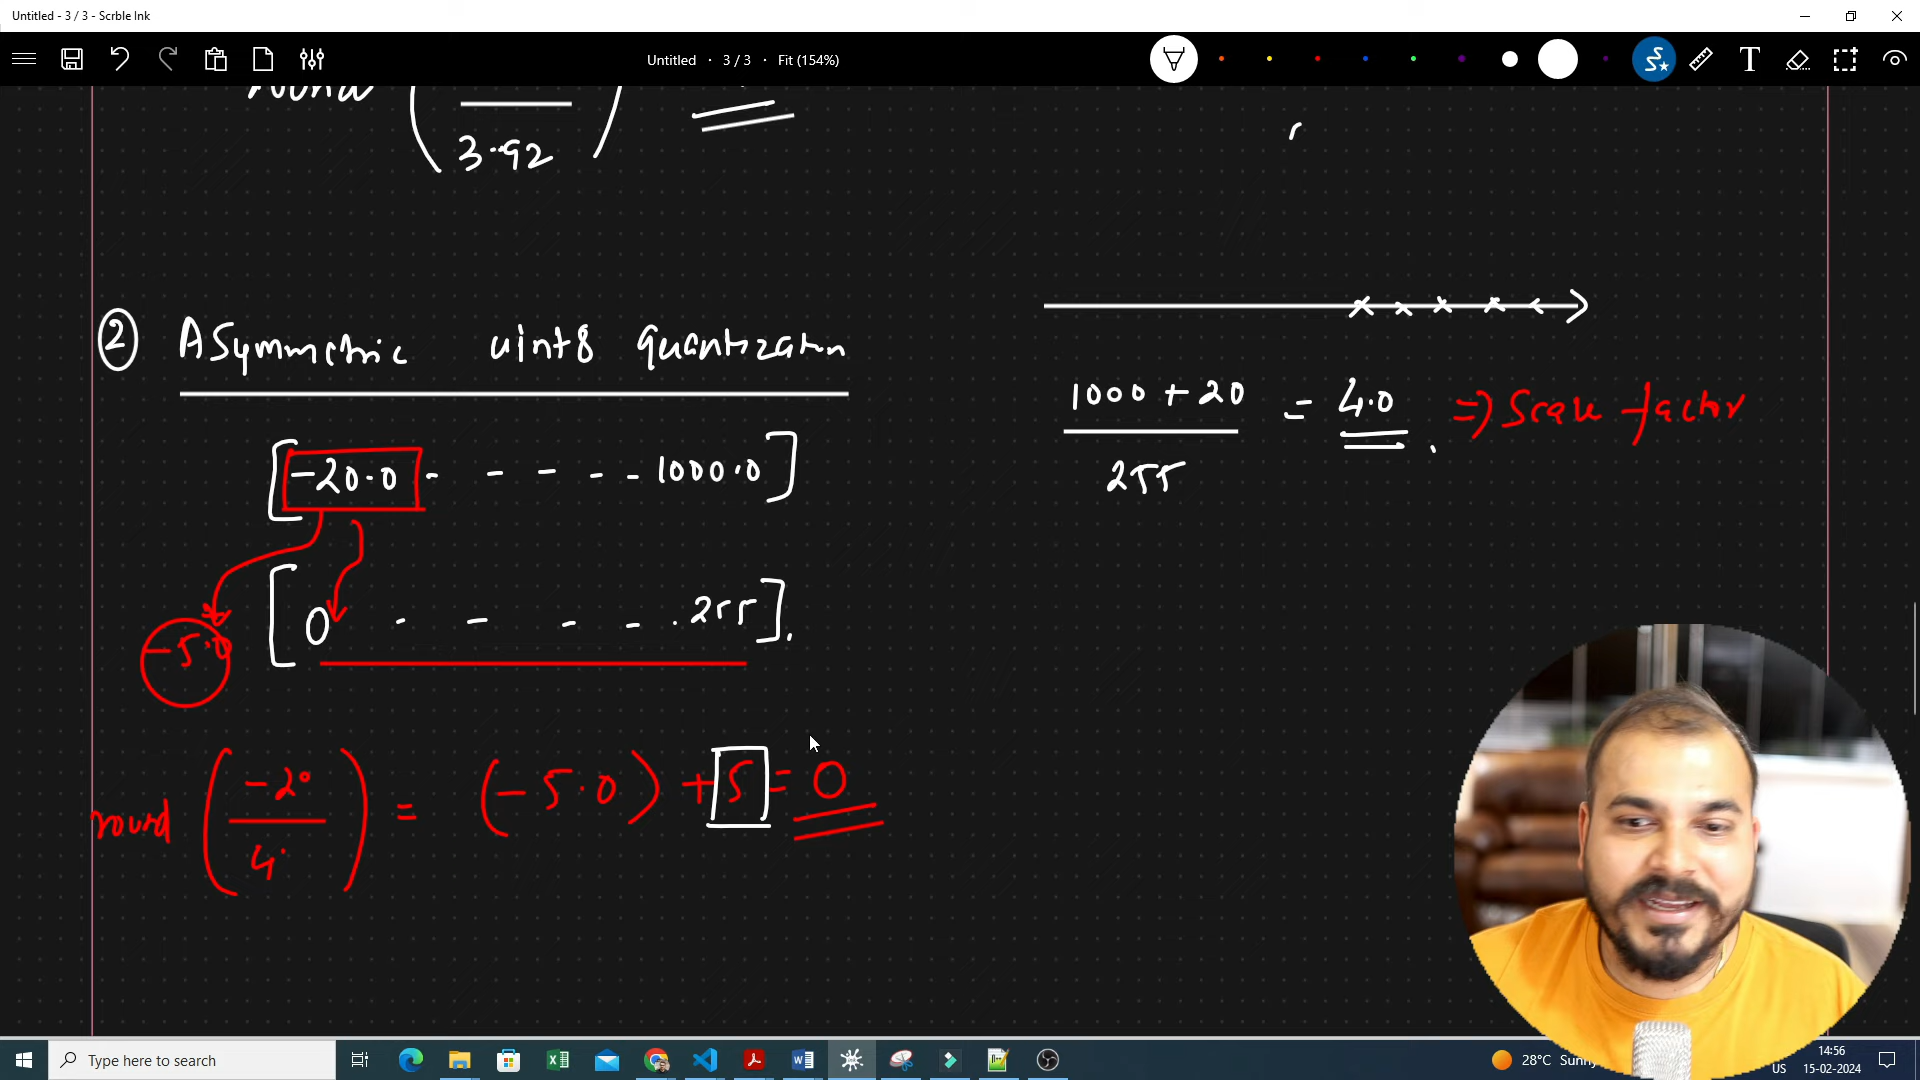 Untitled - 3 / 3 - Scrble Ink
Untitled · 3 / 3 · Fit (154%)
T
round
3.92
2 ASymmetric uint8 Quantization
[-20.0 - - - - - 1000.0]
[0 . - - - . 255].
-5.0
round (-20 / 4.) = (-5.0) + 5 = 0
1000 + 20 / 255 = 4.0 . => Scale factor
Type here to search
28°C Sunny
14:56
US 15-02-2024